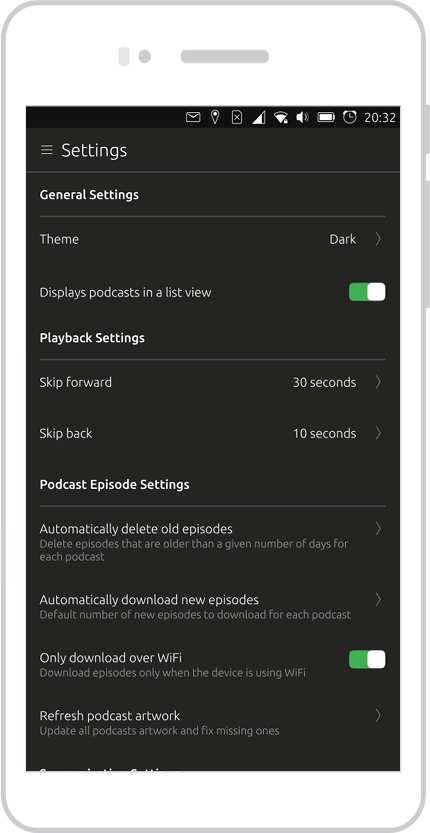 20:32
Settings
General Settings
Theme Dark
Displays podcasts in a list view
Playback Settings
Skip forward 30 seconds
Skip back 10 seconds
Podcast Episode Settings
Automatically delete old episodes
Delete episodes that are older than a given number of days for
each podcast
Automatically download new episodes
Default number of new episodes to download for each podcast
Only download over WiFi
Download episodes only when the device is using WiFi
Refresh podcast artwork
Update all podcasts artwork and fix missing ones